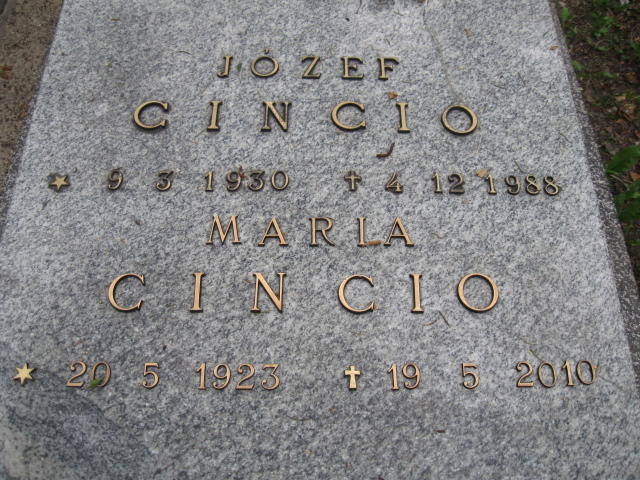 JÓZEF
CINCIO
★ 9 3 1930 ✝ 4 12 1988
MARIA
CINCIO
★ 20 5 1923 ✝ 19 5 2010